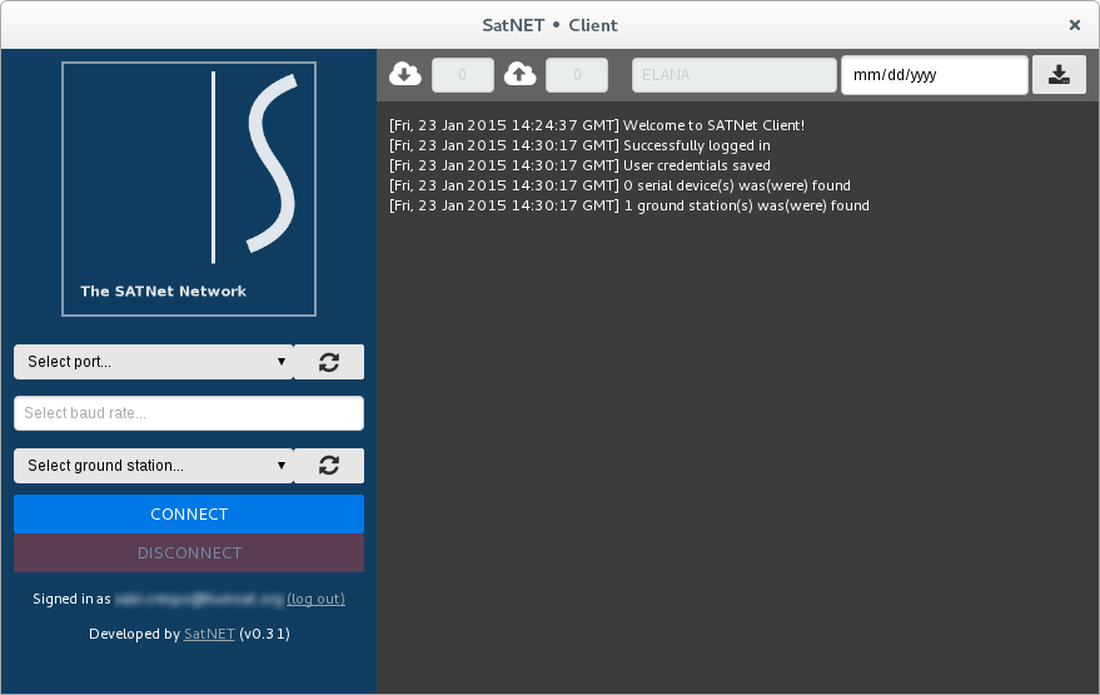 SatNET • Client
The SATNet Network
Select port...
Select baud rate...
Select ground station...
CONNECT
DISCONNECT
Signed in as (log out)
Developed by SatNET (v0.31)
0 0 ELANA mm/dd/yyyy
[Fri, 23 Jan 2015 14:24:37 GMT] Welcome to SATNet Client!
[Fri, 23 Jan 2015 14:30:17 GMT] Successfully logged in
[Fri, 23 Jan 2015 14:30:17 GMT] User credentials saved
[Fri, 23 Jan 2015 14:30:17 GMT] 0 serial device(s) was(were) found
[Fri, 23 Jan 2015 14:30:17 GMT] 1 ground station(s) was(were) found